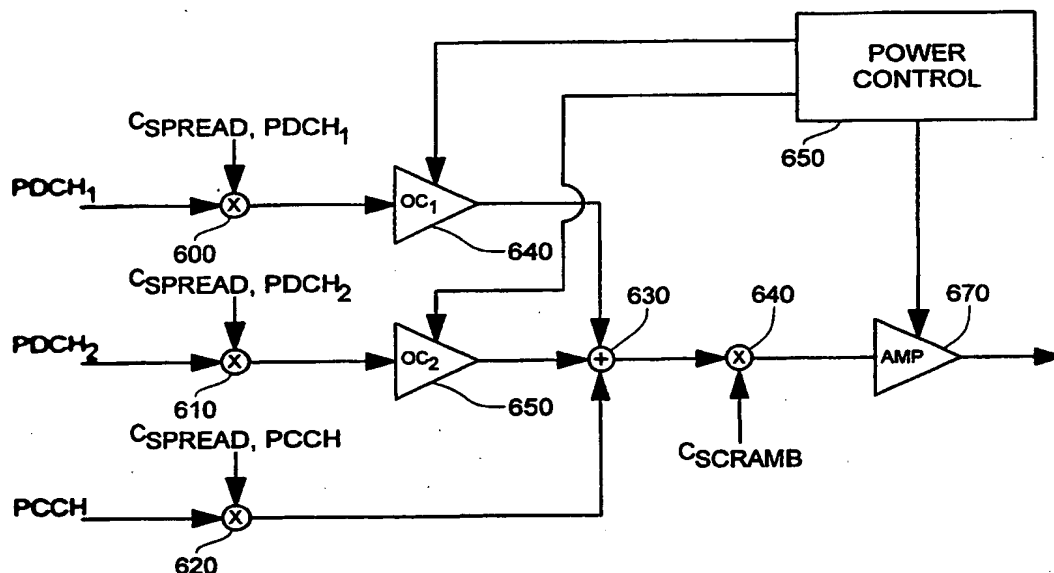 POWER
CONTROL
650
CSPREAD, PDCH1
PDCH1
X
600
OC1
640
CSPREAD, PDCH2
PDCH2
X
610
OC2
650
630
+
640
X
670
AMP
CSCRAMB
CSPREAD, PCCH
PCCH
X
620